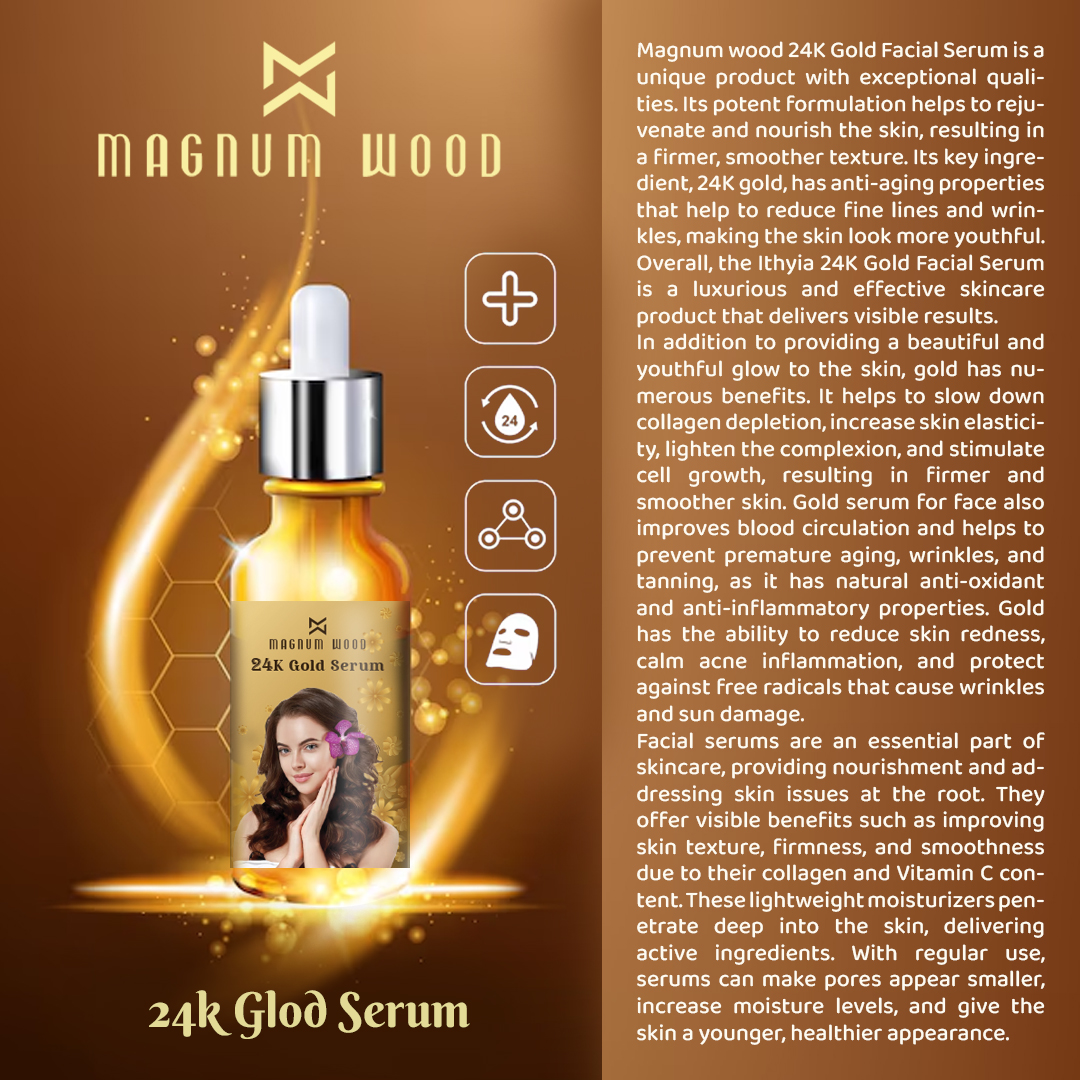 MAGNUM WOOD
24
MAGNUM WOOD
24K Gold Serum
24k Glod Serum
Magnum wood 24K Gold Facial Serum is a
unique product with exceptional quali-
ties. Its potent formulation helps to reju-
venate and nourish the skin, resulting in
a firmer, smoother texture. Its key ingre-
dient, 24K gold, has anti-aging properties
that help to reduce fine lines and wrin-
kles, making the skin look more youthful.
Overall, the Ithyia 24K Gold Facial Serum
is a luxurious and effective skincare
product that delivers visible results.
In addition to providing a beautiful and
youthful glow to the skin, gold has nu-
merous benefits. It helps to slow down
collagen depletion, increase skin elastici-
ty, lighten the complexion, and stimulate
cell growth, resulting in firmer and
smoother skin. Gold serum for face also
improves blood circulation and helps to
prevent premature aging, wrinkles, and
tanning, as it has natural anti-oxidant
and anti-inflammatory properties. Gold
has the ability to reduce skin redness,
calm acne inflammation, and protect
against free radicals that cause wrinkles
and sun damage.
Facial serums are an essential part of
skincare, providing nourishment and ad-
dressing skin issues at the root. They
offer visible benefits such as improving
skin texture, firmness, and smoothness
due to their collagen and Vitamin C con-
tent. These lightweight moisturizers pen-
etrate deep into the skin, delivering
active ingredients. With regular use,
serums can make pores appear smaller,
increase moisture levels, and give the
skin a younger, healthier appearance.